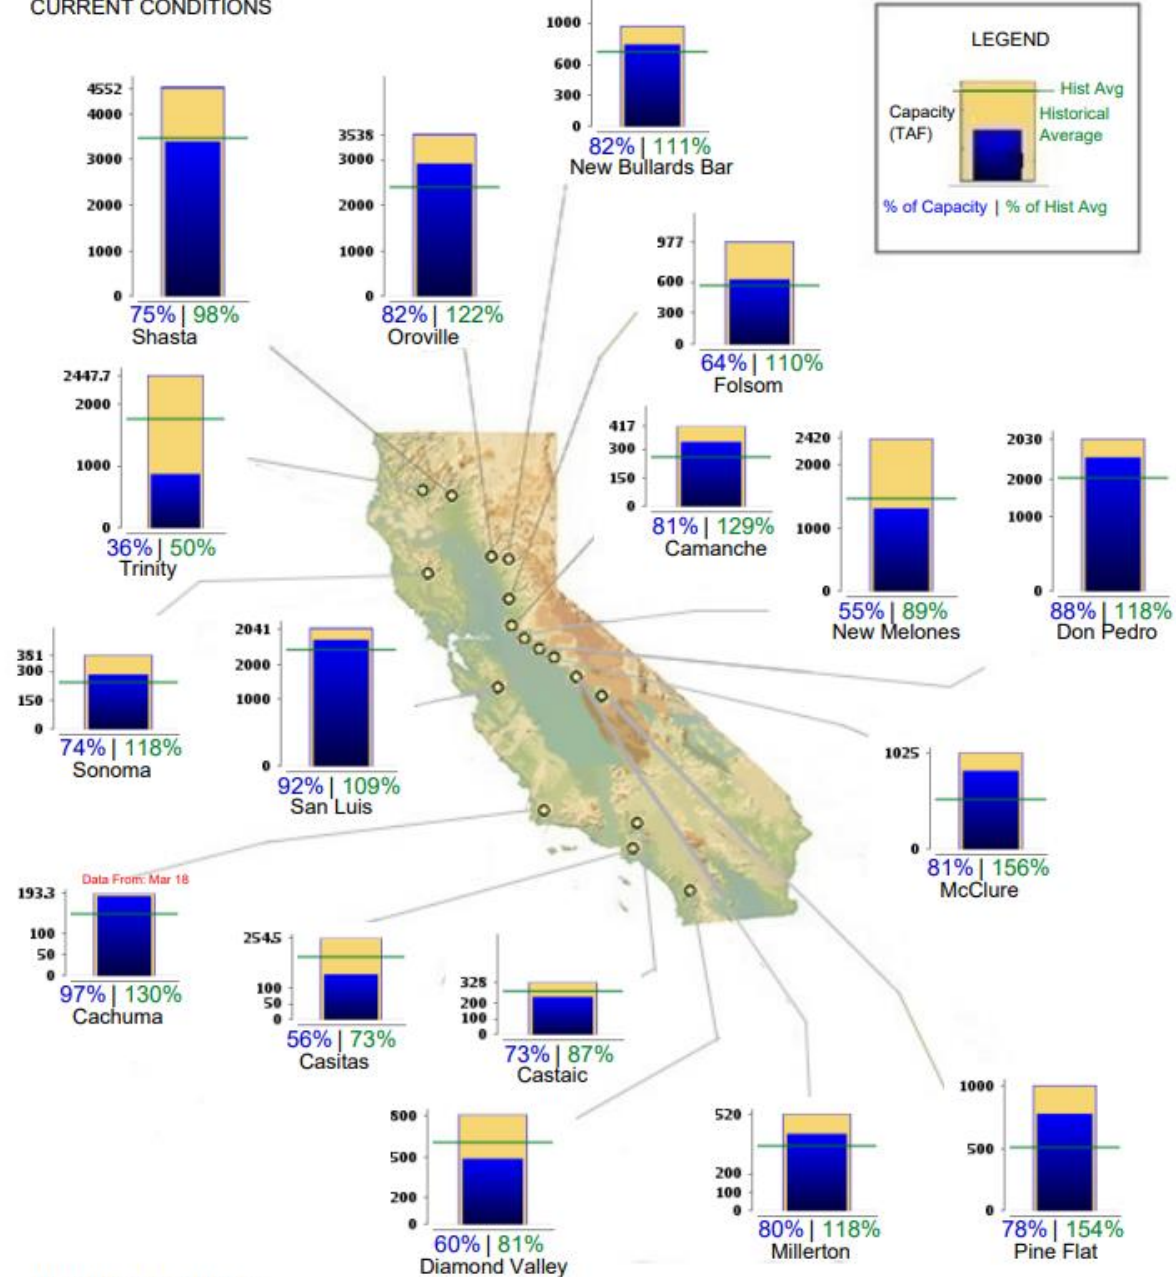 CURRENT CONDITIONS
1000
600
300
0
82% | 111%
New Bullards Bar
LEGEND
Hist Avg
Capacity
(TAF)
Historical
Average
% of Capacity | % of Hist Avg
4552
4000
3000
2000
1000
0
75% | 98%
Shasta
3538
3000
2000
1000
0
82% | 122%
Oroville
977
600
300
0
64% | 110%
Folsom
2447.7
2000
1000
0
36% | 50%
Trinity
417
300
150
0
81% | 129%
Camanche
2420
2000
1000
0
55% | 89%
New Melones
2030
2000
1000
0
88% | 118%
Don Pedro
351
300
150
0
74% | 118%
Sonoma
2041
2000
1000
0
92% | 109%
San Luis
1025
0
81% | 156%
McClure
Data From: Mar 18
193.3
100
50
0
97% | 130%
Cachuma
254.5
100
50
0
56% | 73%
Casitas
328
200
100
0
73% | 87%
Castaic
800
500
200
0
60% | 81%
Diamond Valley
520
200
100
0
80% | 118%
Millerton
1000
500
0
78% | 154%
Pine Flat